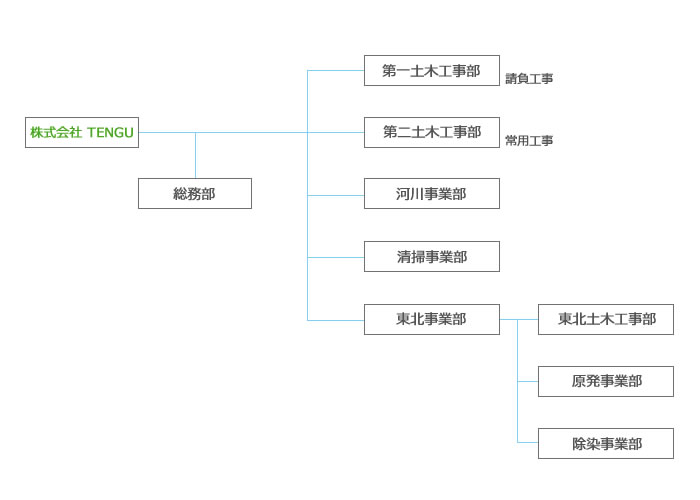 第一土木工事部
請負工事
株式会社 TENGU
第二土木工事部
常用工事
総務部
河川事業部
清掃事業部
東北事業部
東北土木工事部
原発事業部
除染事業部